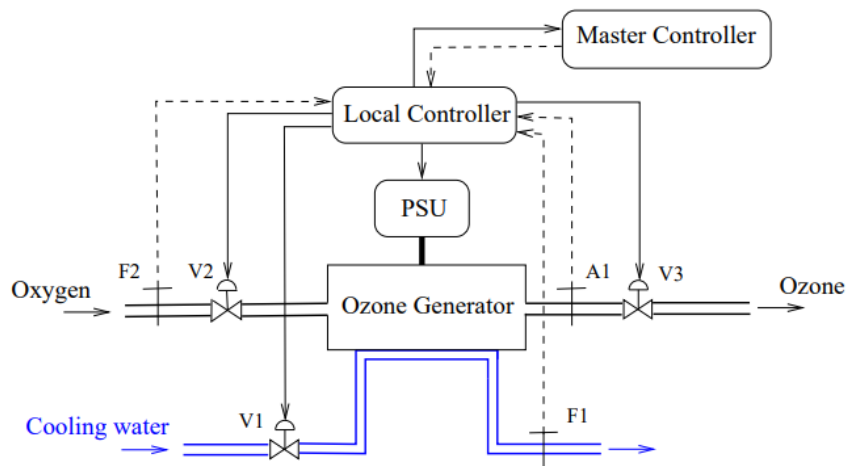 Master Controller
Local Controller
PSU
F2
V2
A1
V3
Oxygen
Ozone
Ozone Generator
V1
F1
Cooling water